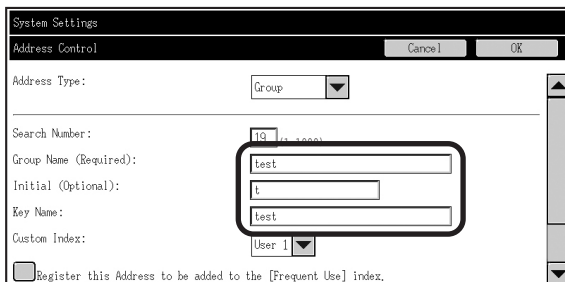 System Settings
Address Control Cancel OK
Address Type: Group
Search Number: 19
Group Name (Required): test
Initial (Optional): t
Key Name: test
Custom Index: User 1
Register this Address to be added to the [Frequent Use] index.